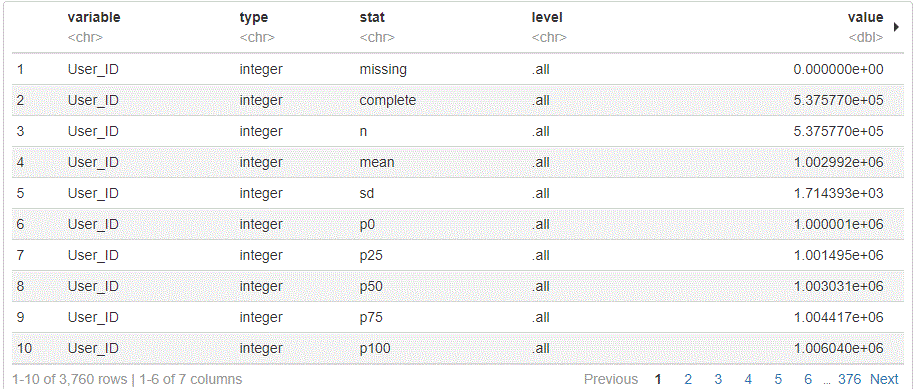 variable type stat level value
<chr> <chr> <chr> <chr> <dbl>
1 User_ID integer missing .all 0.000000e+00
2 User_ID integer complete .all 5.375770e+05
3 User_ID integer n .all 5.375770e+05
4 User_ID integer mean .all 1.002992e+06
5 User_ID integer sd .all 1.714393e+03
6 User_ID integer p0 .all 1.000001e+06
7 User_ID integer p25 .all 1.001495e+06
8 User_ID integer p50 .all 1.003031e+06
9 User_ID integer p75 .all 1.004417e+06
10 User_ID integer p100 .all 1.006040e+06
1-10 of 3,760 rows | 1-6 of 7 columns Previous 1 2 3 4 5 6 ... 376 Next